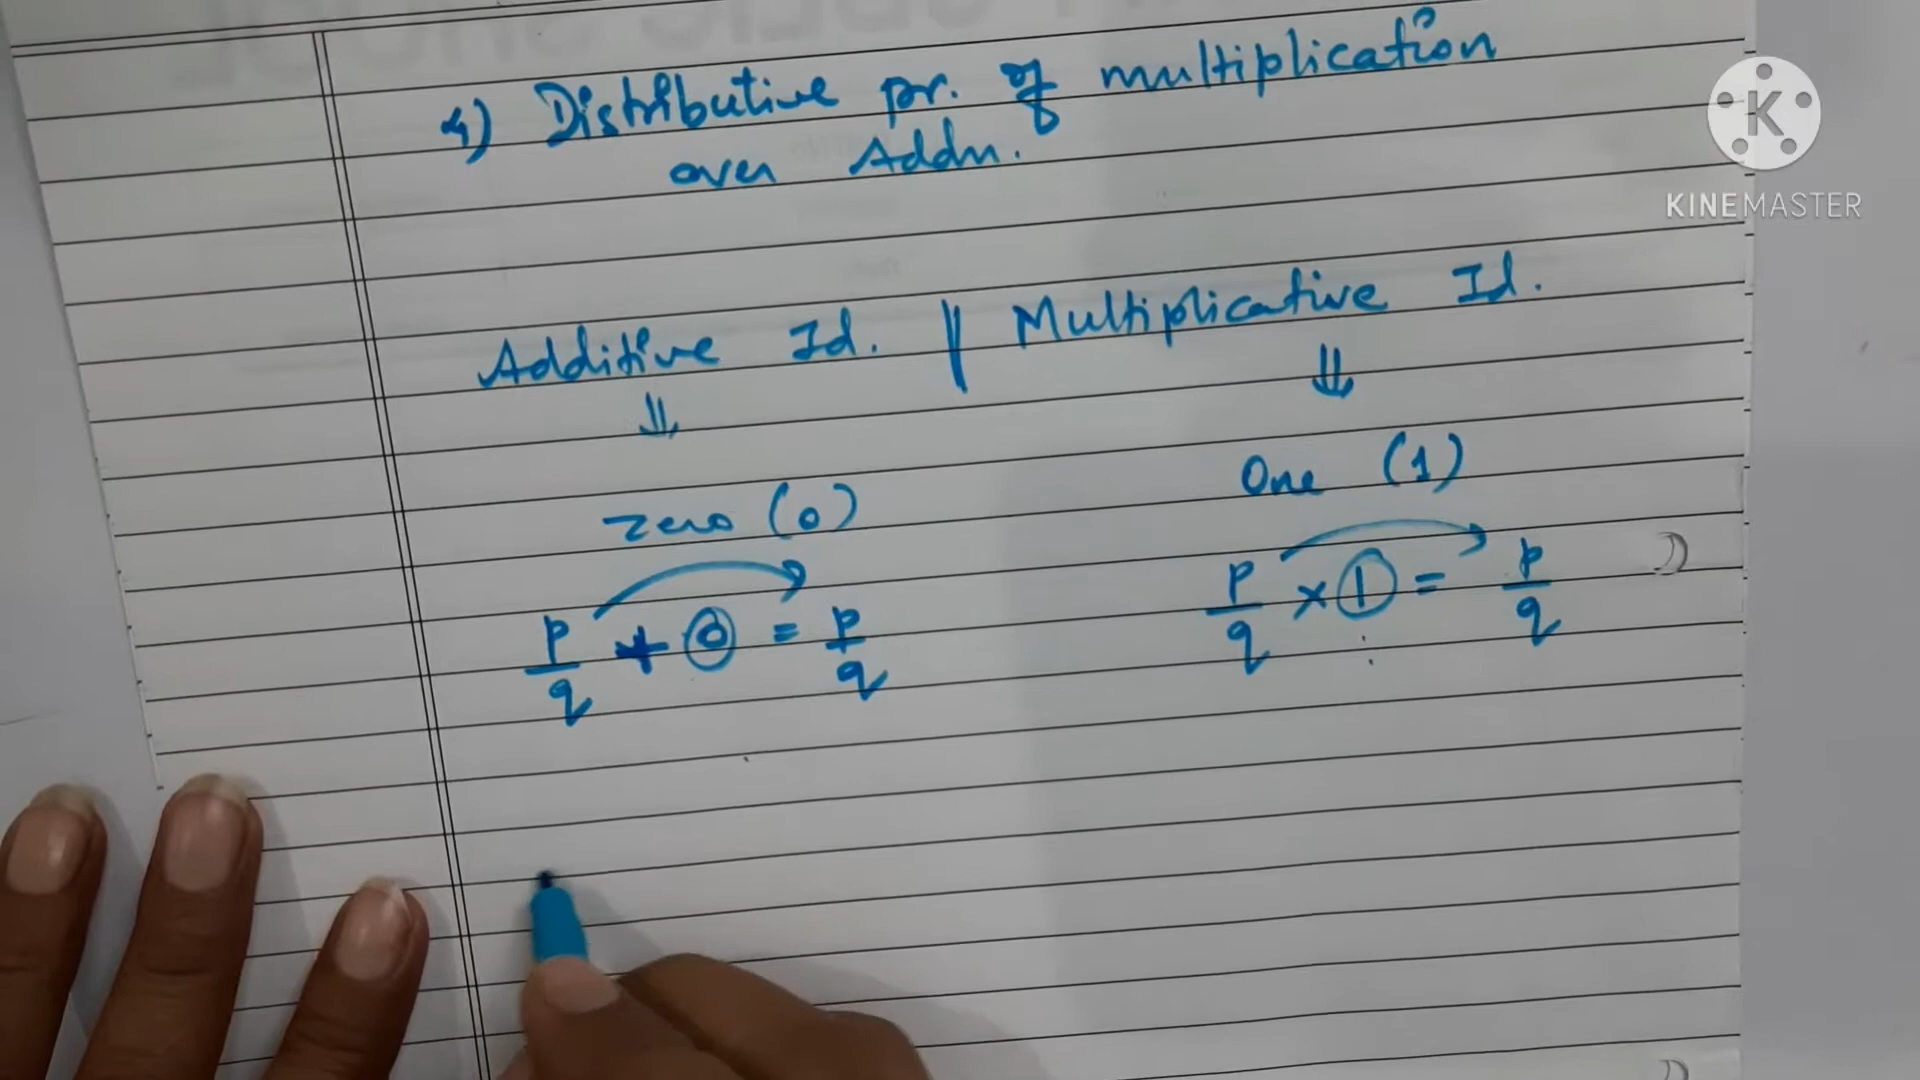 4) Distributive pr. of multiplication
over Addn.
KINEMASTER
Additive Id. || Multiplicative Id.
⇓ ⇓
Zero (0) One (1)
p/q + 0 = p/q p/q × 1 = p/q